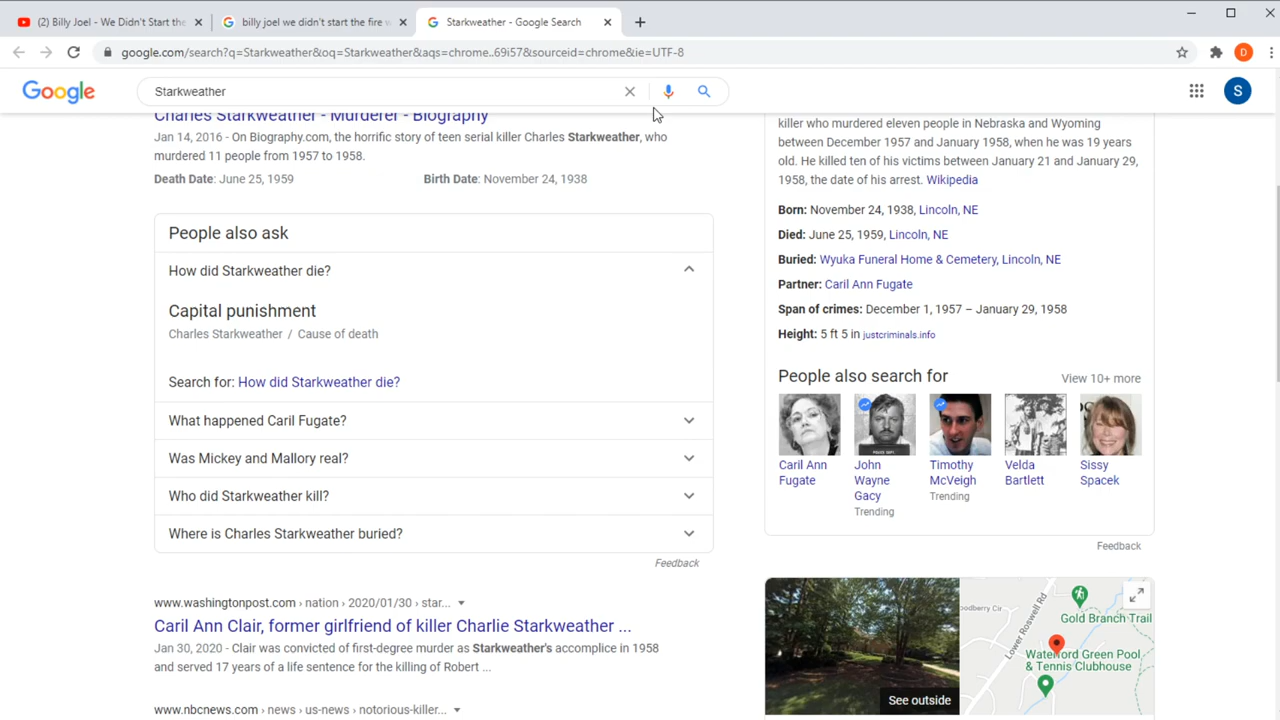 (2) Billy Joel - We Didn't Start the
billy joel we didn't start the fire w
Starkweather - Google Search
google.com/search?q=Starkweather&oq=Starkweather&aqs=chrome..69i57&sourceid=chrome&ie=UTF-8
D
Google
Starkweather
S
Charles Starkweather - Murderer - Biography
Jan 14, 2016 - On Biography.com, the horrific story of teen serial killer Charles Starkweather, who
murdered 11 people from 1957 to 1958.
Death Date: June 25, 1959
Birth Date: November 24, 1938
People also ask
How did Starkweather die?
Capital punishment
Charles Starkweather / Cause of death
Search for: How did Starkweather die?
What happened Caril Fugate?
Was Mickey and Mallory real?
Who did Starkweather kill?
Where is Charles Starkweather buried?
Feedback
www.washingtonpost.com › nation › 2020/01/30 › star...
Caril Ann Clair, former girlfriend of killer Charlie Starkweather ...
Jan 30, 2020 - Clair was convicted of first-degree murder as Starkweather's accomplice in 1958
and served 17 years of a life sentence for the killing of Robert ...
› news › us-news › notorious-killer...
killer who murdered eleven people in Nebraska and Wyoming
between December 1957 and January 1958, when he was 19 years
old. He killed ten of his victims between January 21 and January 29,
1958, the date of his arrest. Wikipedia
Born: November 24, 1938, Lincoln, NE
Died: June 25, 1959, Lincoln, NE
Buried: Wyuka Funeral Home & Cemetery, Lincoln, NE
Partner: Caril Ann Fugate
Span of crimes: December 1, 1957 – January 29, 1958
Height: 5 ft 5 in justcriminals.info
People also search for
View 10+ more
Caril Ann
Fugate
John
Wayne
Gacy
Trending
Timothy
McVeigh
Trending
Velda
Bartlett
Sissy
Spacek
Feedback
See outside
oodberry Cir
Lower Roswell Rd
Gold Branch Trail
Waterford Green Pool
& Tennis Clubhouse